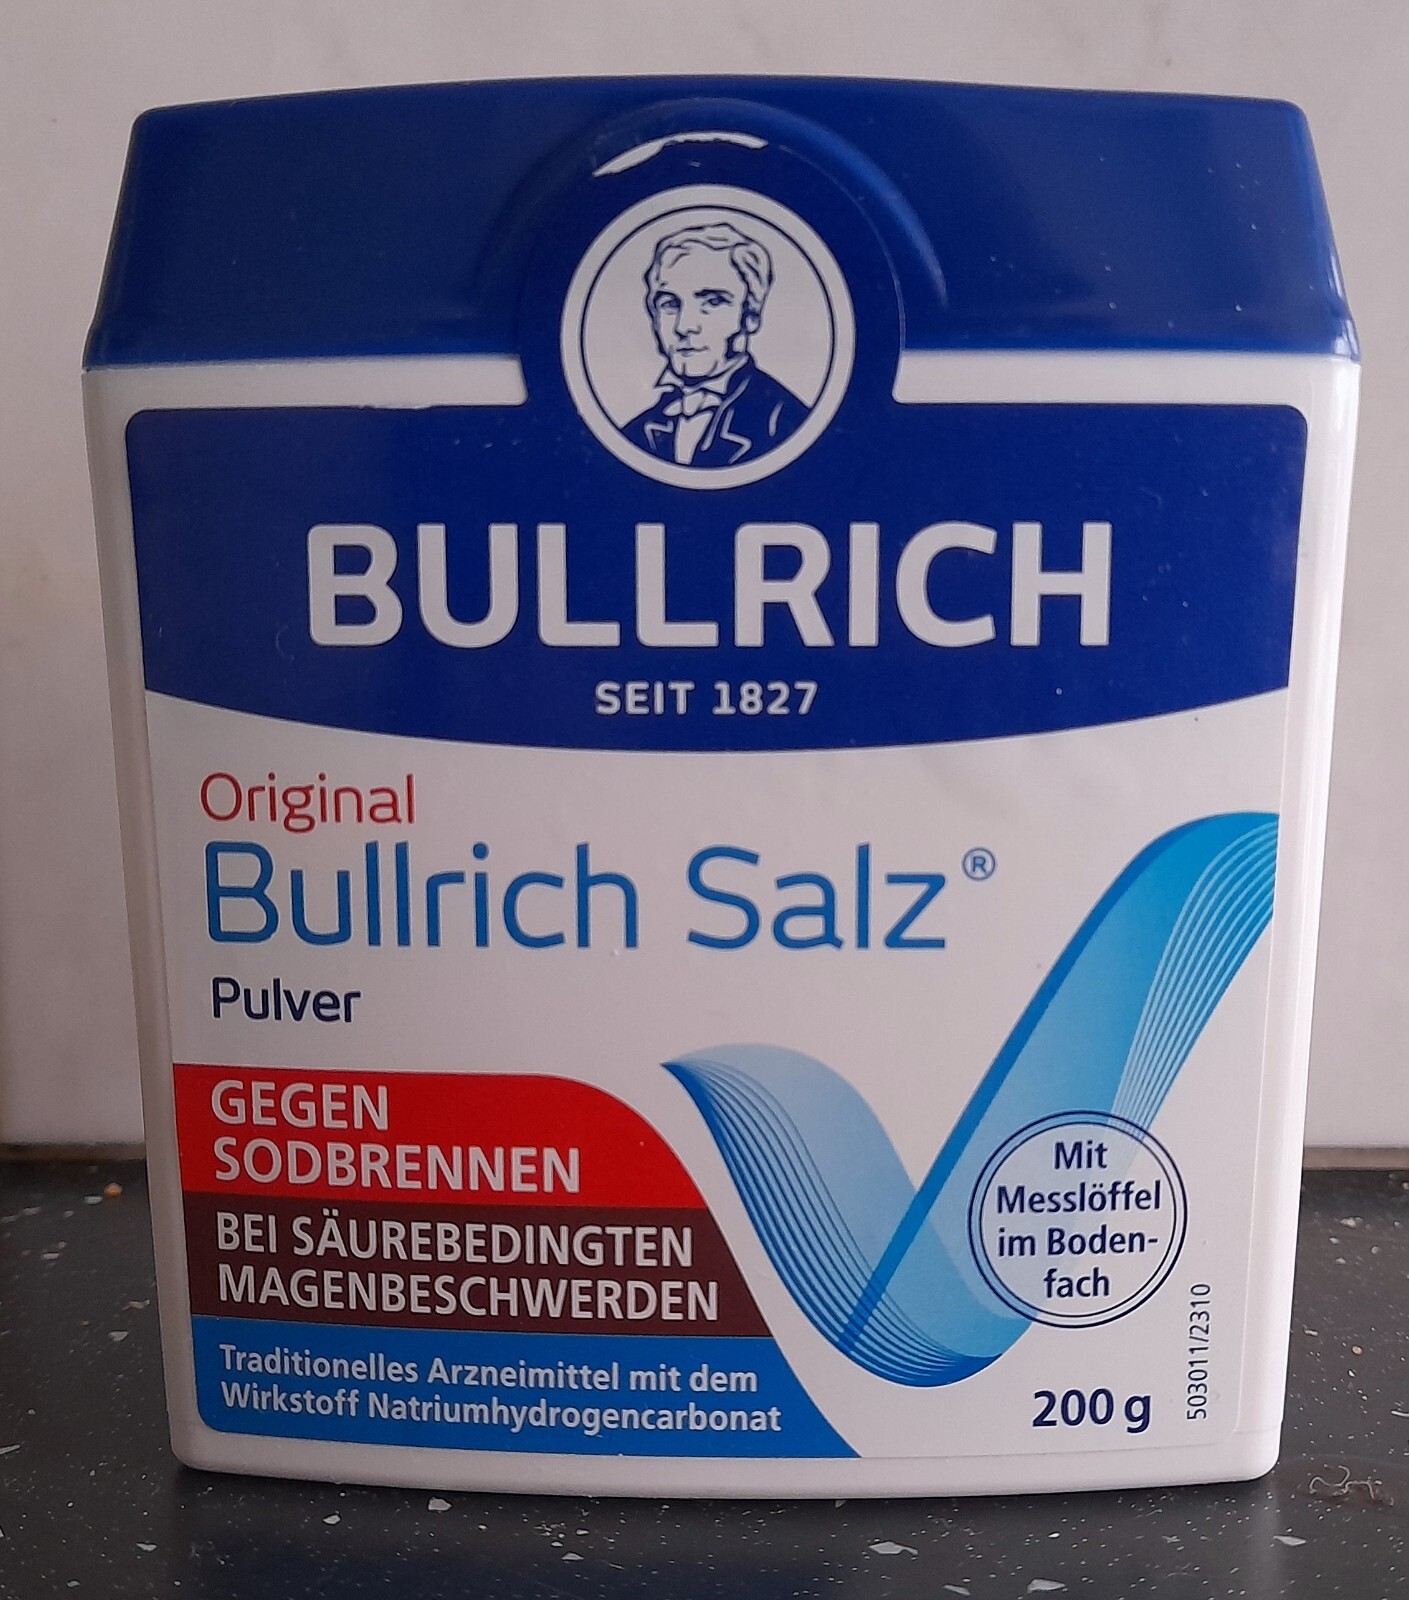 BULLRICH
SEIT 1827
Original
Bullrich Salz®
Pulver
GEGEN
SODBRENNEN
BEI SÄUREBEDINGTEN
MAGENBESCHWERDEN
Traditionelles Arzneimittel mit dem
Wirkstoff Natriumhydrogencarbonat
Mit
Messlöffel
im Boden-
fach
200 g
503011/2310